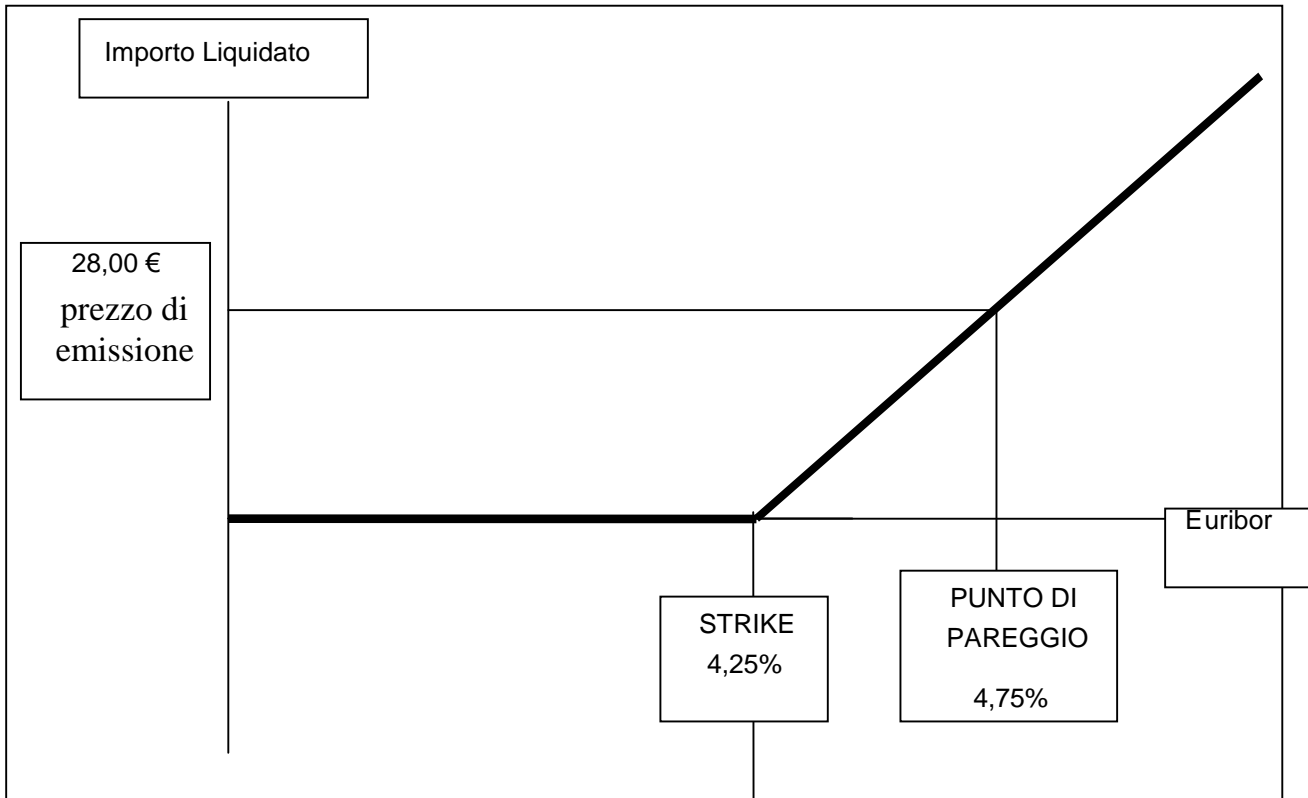 Importo Liquidato
28,00 €
prezzo di
emissione
Euribor
STRIKE
4,25%
PUNTO DI
PAREGGIO
4,75%